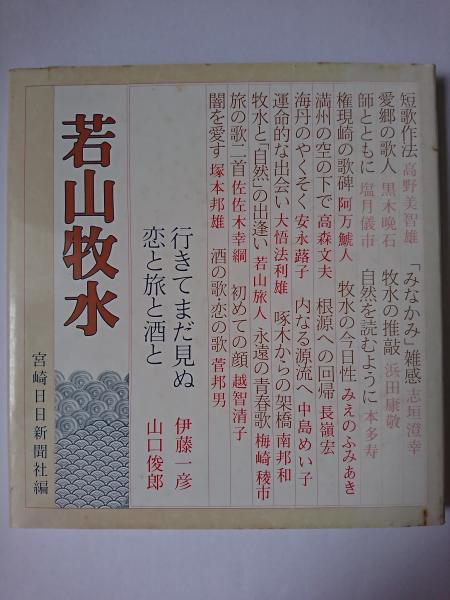 短歌作法 高野美智雄 「みなかみ」雑感 志垣澄幸
愛郷の歌人 黒木晩石 牧水の推敲 浜田康敬
師とともに 塩月儀市 自然を読むように 本多寿
権現崎の歌碑 阿万鯱人 牧水の今日性 みえのふみあき
満州の空の下で 高森文夫 根源への回帰 長嶺宏
海丹のやくそく 安永蕗子 内なる源流へ 中島めい子
運命的な出会い 大悟法利雄 啄木からの架橋 南邦和
牧水と「自然」の出逢い 若山旅人 永遠の青春歌 梅崎稜市
旅の歌二首 佐佐木幸綱 初めての顔 越智清子
闇を愛す 塚本邦雄 酒の歌・恋の歌 菅邦男
行きてまだ見ぬ 伊藤一彦
恋と旅と酒と 山口俊郎
若山牧水
宮崎日日新聞社編